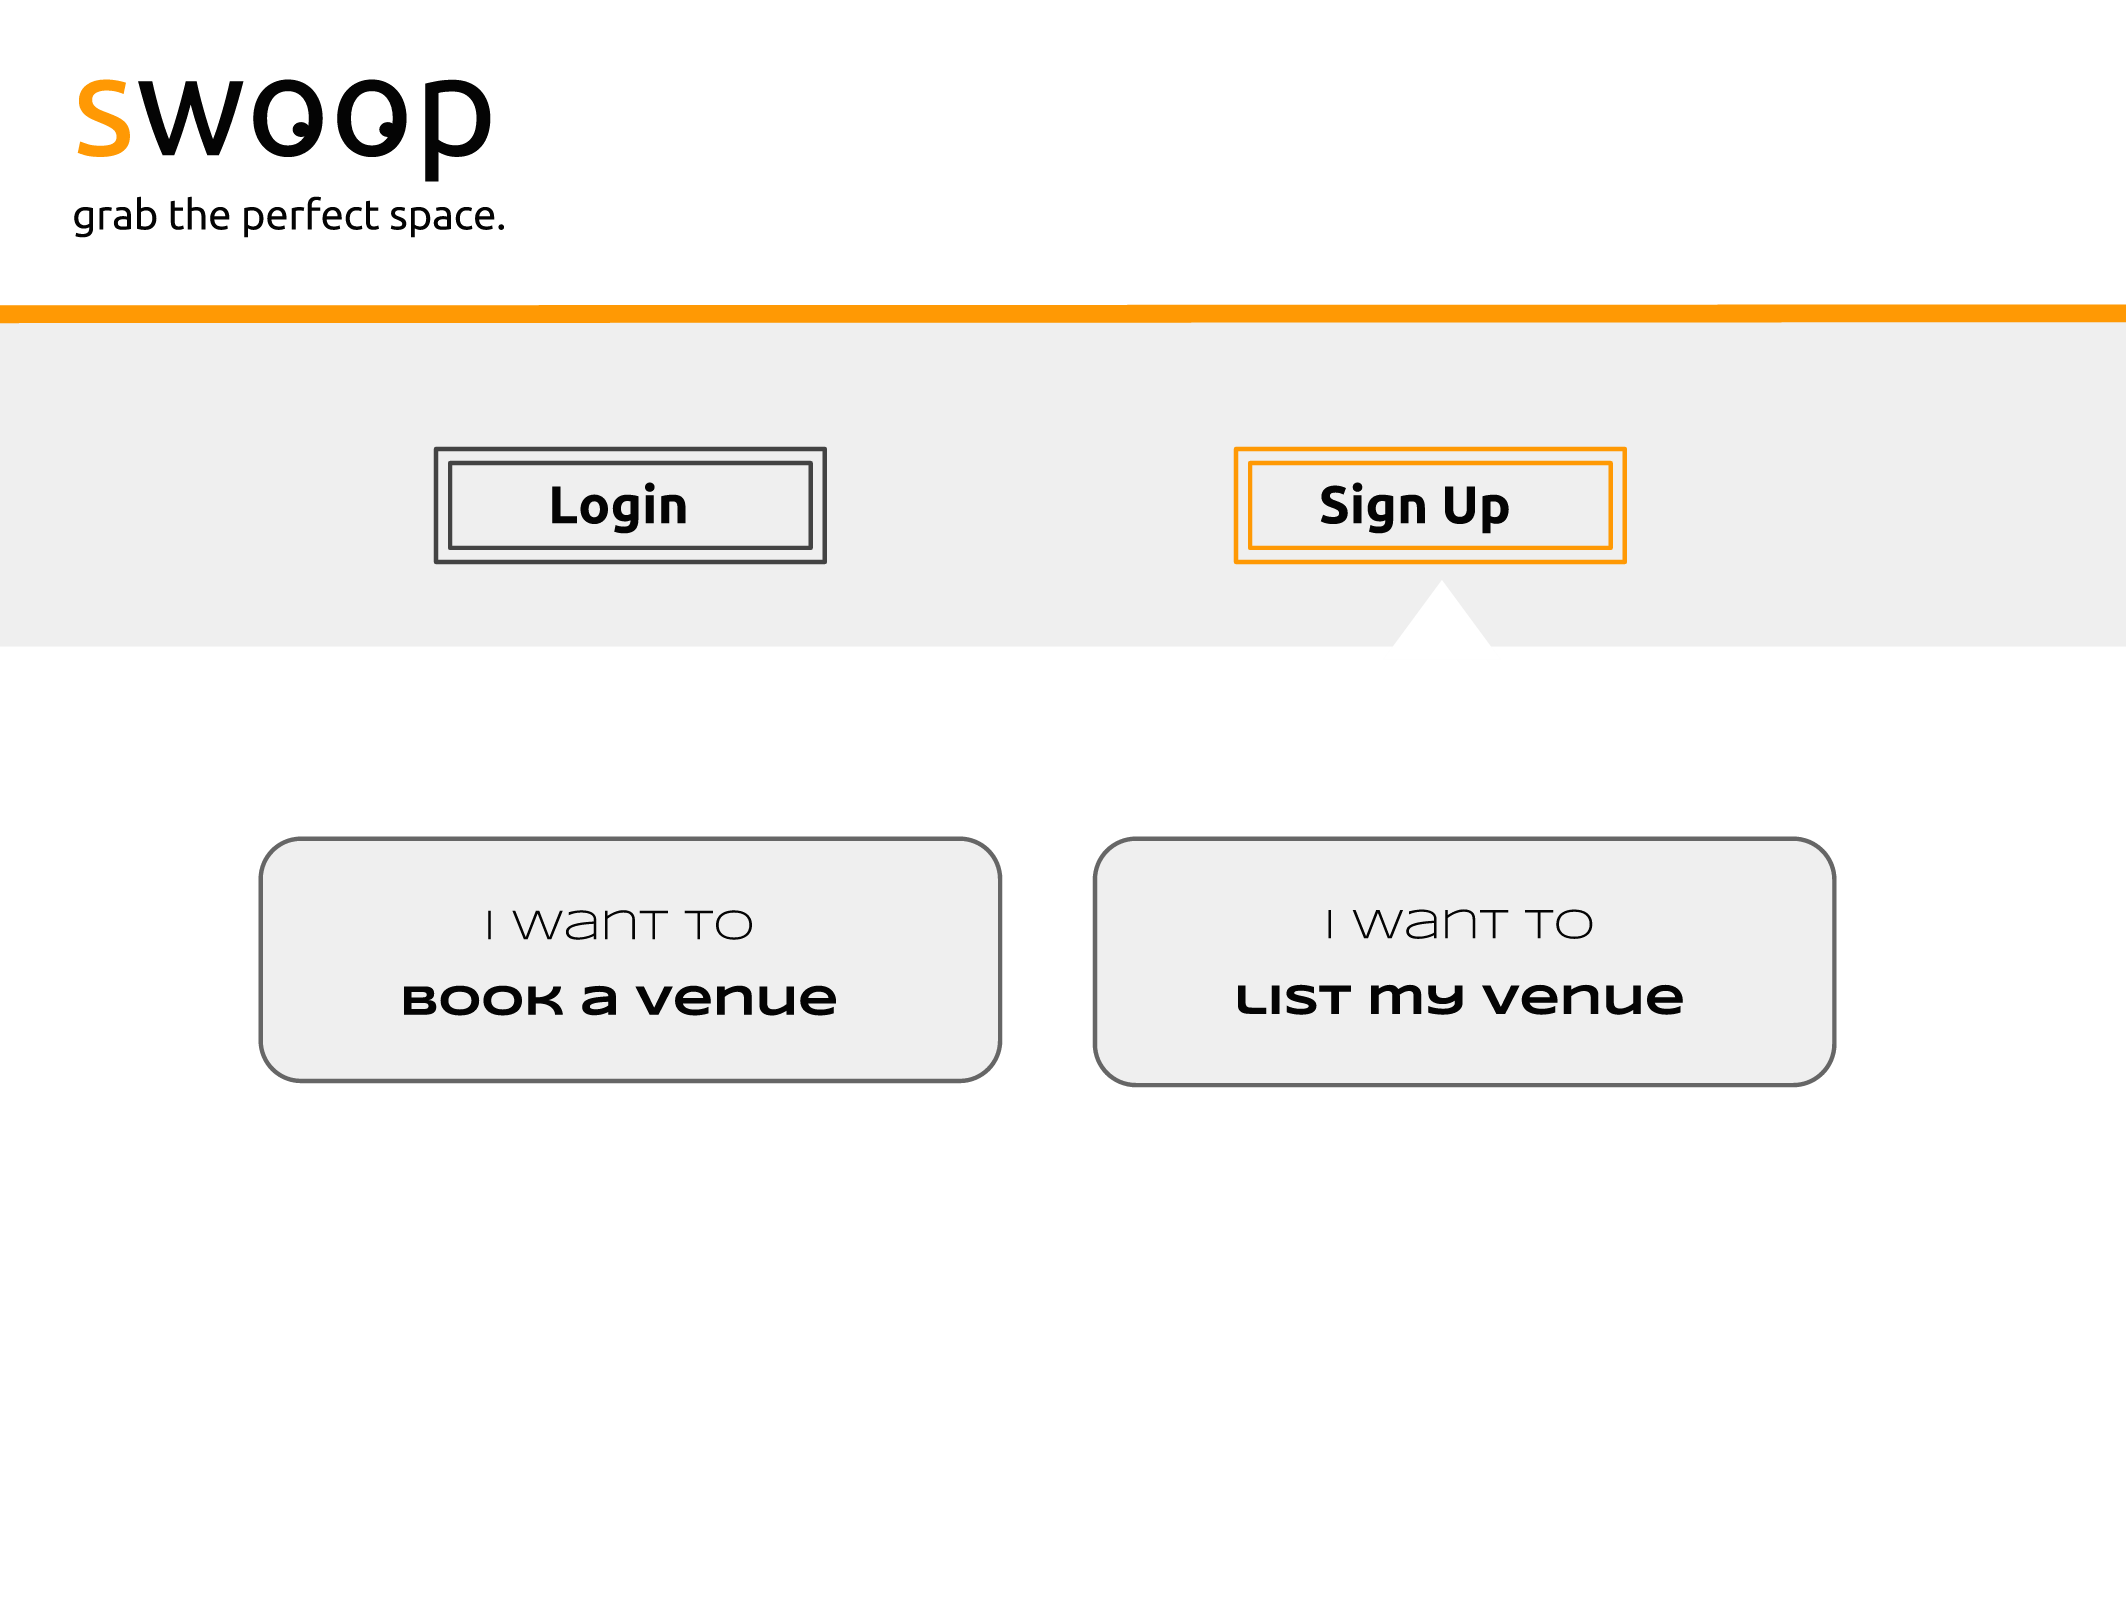 swoop
grab the perfect space.
Login
Sign Up
I want to
BOOK a venue
I want to
LIST my venue